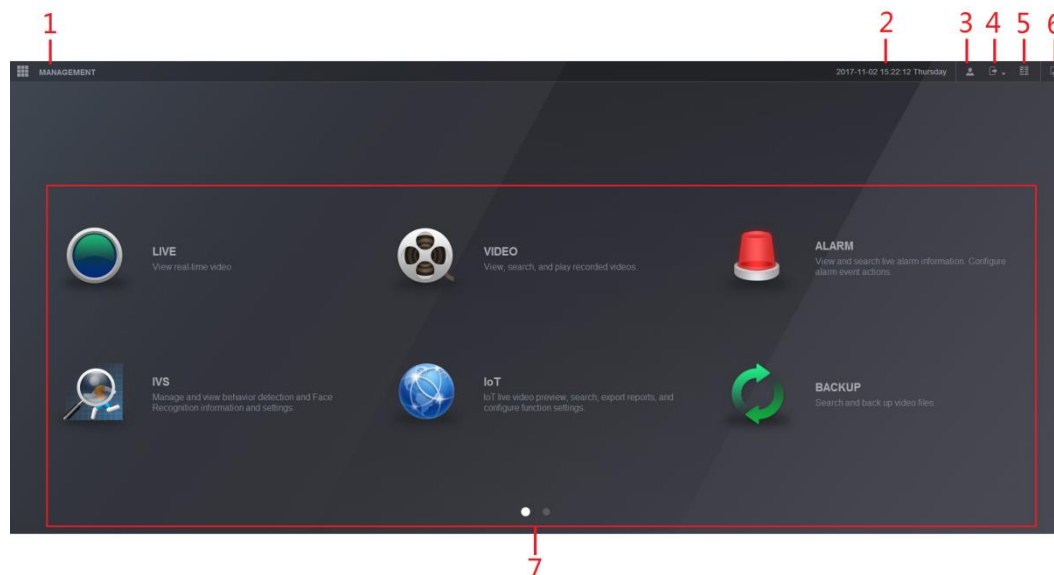 1
2
3 4 5 6
MANAGEMENT
2017-11-02 15:22:12 Thursday
LIVE
View real-time video
VIDEO
View, search, and play recorded videos.
ALARM
View and search live alarm information. Configure
alarm event actions.
IVS
Manage and view behavior detection and Face
Recognition information and settings.
IoT
IoT live video preview, search, export reports, and
configure function settings.
BACKUP
Search and back up video files.
7